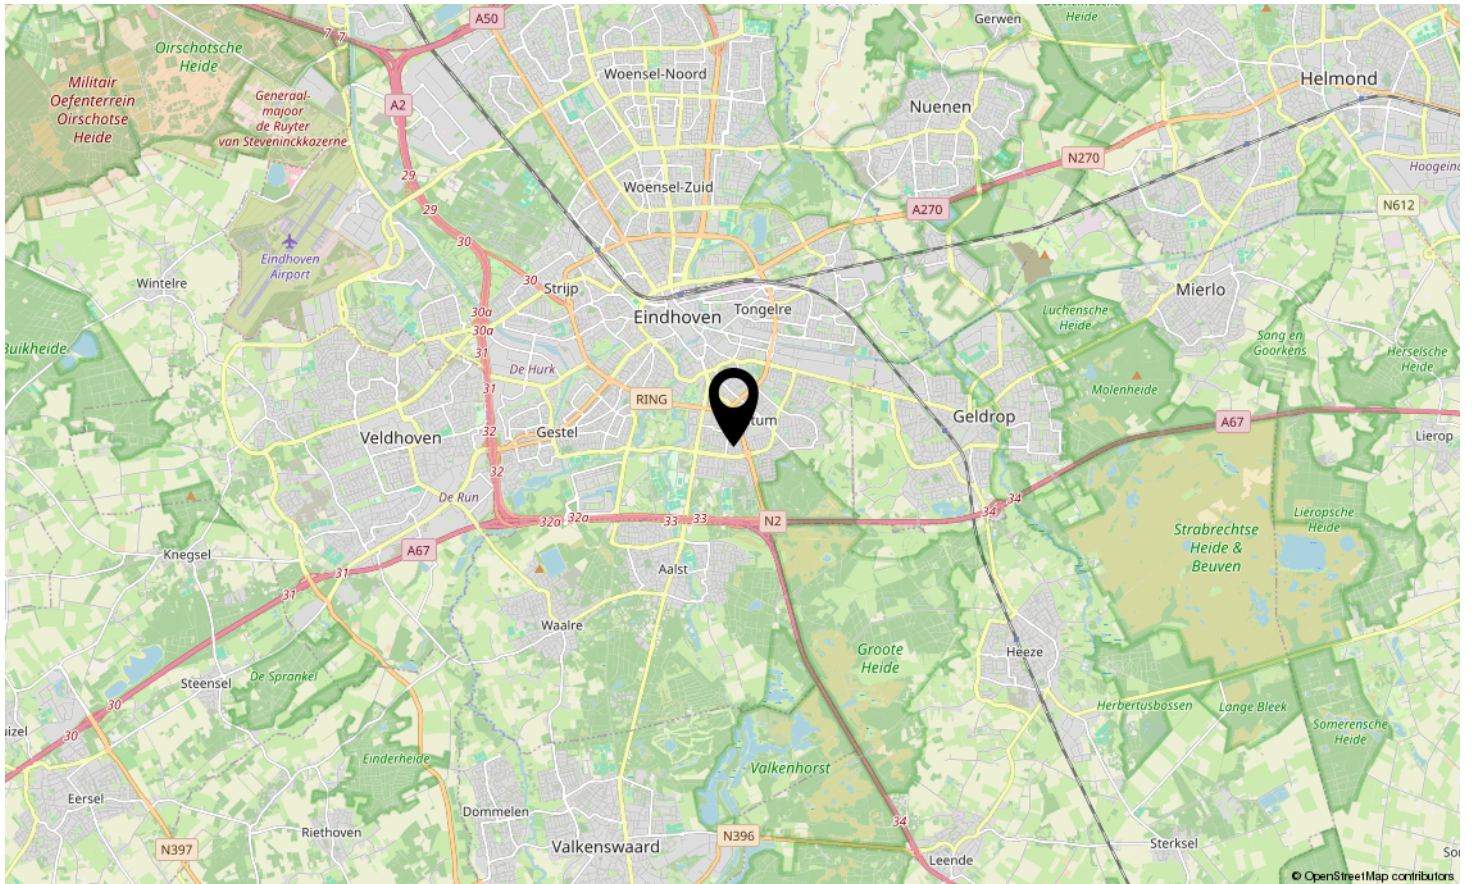 A50
Gerwen
Heide
7
7
Oirschotsche
Heide
Woensel-Noord
Helmond
Militair
Oefenterrein
Oirschotse
Heide
Generaal-
majoor
de Ruyter
van Steveninckkazerne
A2
Nuenen
N270
29
Woensel-Zuid
29
A270
N612
30
Eindhoven
Airport
Wintelre
30
Strijp
Mierlo
30a
Eindhoven
Tongelre
Luchensche
Heide
30a
Buikheide
31
De Hurk
Sang en
Goorkens
Herselsche
Heide
31
RING
Molenheide
tum
Geldrop
A67
32
Gestel
Veldhoven
Lierop
32
De Run
34
34
32a
32a
33
33
N2
Lieropsche
Heide
Strabrechtse
Heide &
Beuven
Knegsel
A67
Aalst
31
31
Waalre
Groote
Heide
Heeze
De Sprankel
Steensel
30
Herbertusbossen
Lange Bleek
30
Somerensche
Heide
Einderheide
Valkenhorst
Eersel
Dommelen
34
Riethoven
N396
N397
Valkenswaard
Leende
Sterksel
© OpenStreetMap contributors